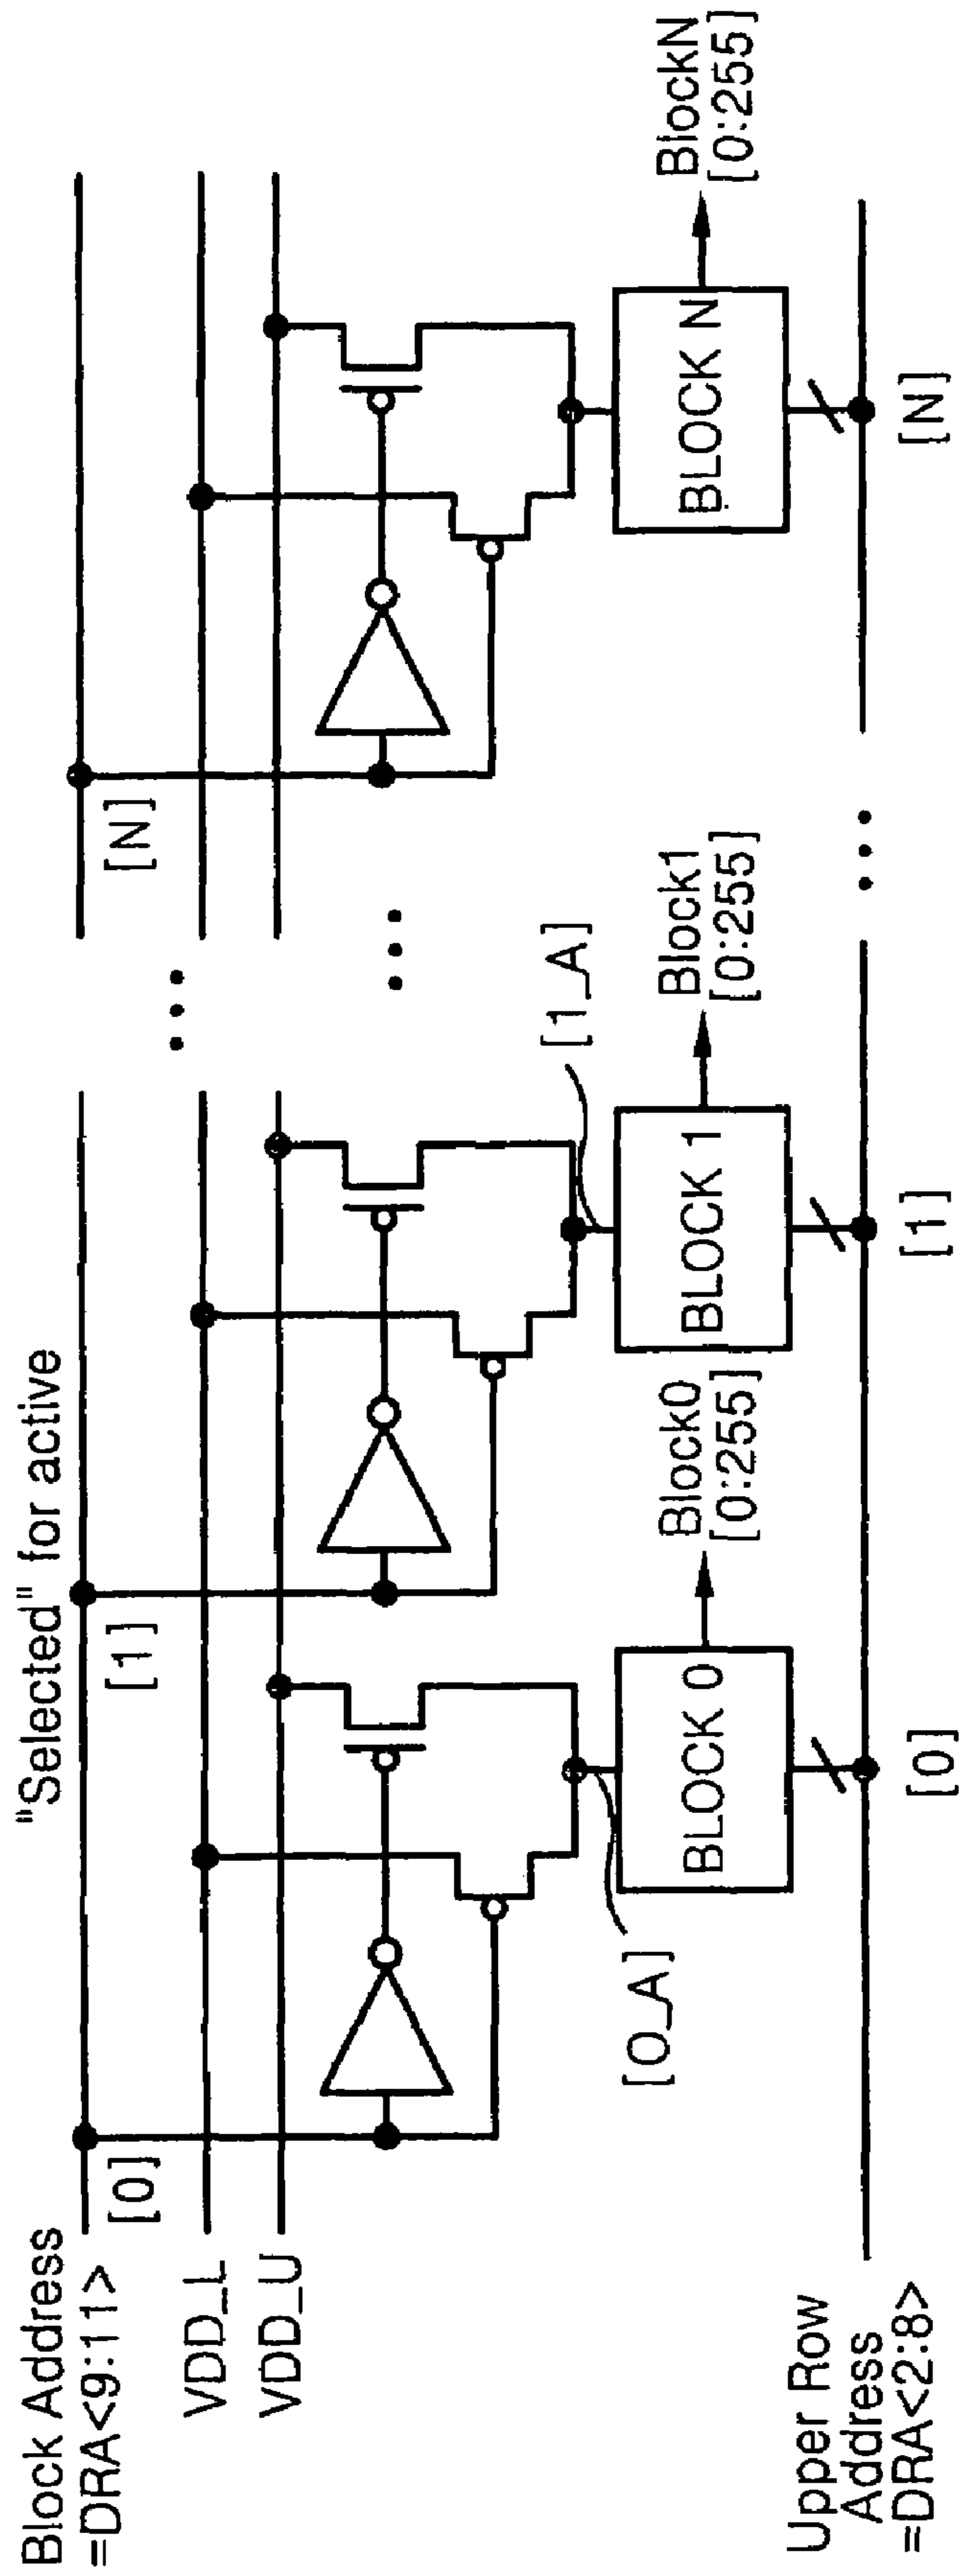 "Selected" for active
Block Address
=DRA<9:11>
[0]
[1]
[N]
VDD_L
VDD_U
[O_A]
[1_A]
BLOCK 0
Block0
[0:255]
BLOCK 1
Block1
[0:255]
BLOCK N
BlockN
[0:255]
Upper Row
Address
=DRA<2:8>
[0]
[1]
[N]